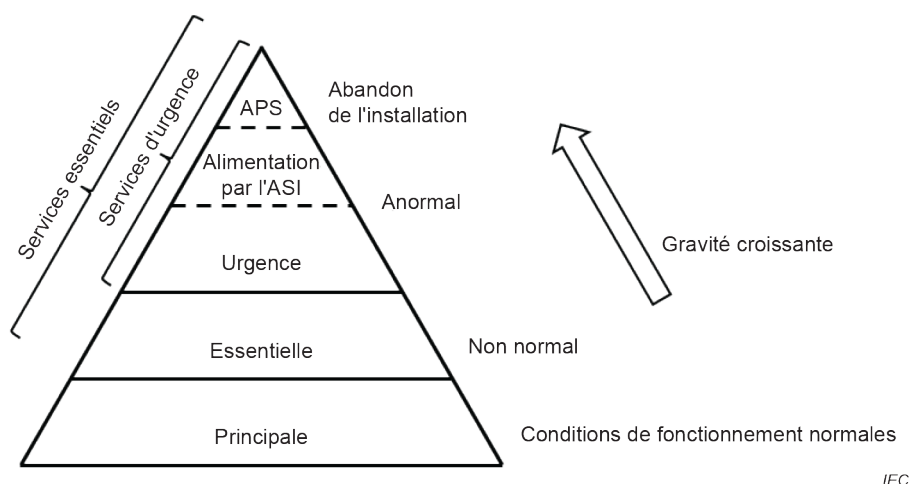 Services essentiels
Services d'urgence
APS
Abandon
de l'installation
Alimentation
par l'ASI
Anormal
Urgence
Gravité croissante
Essentielle
Non normal
Principale
Conditions de fonctionnement normales
IEC